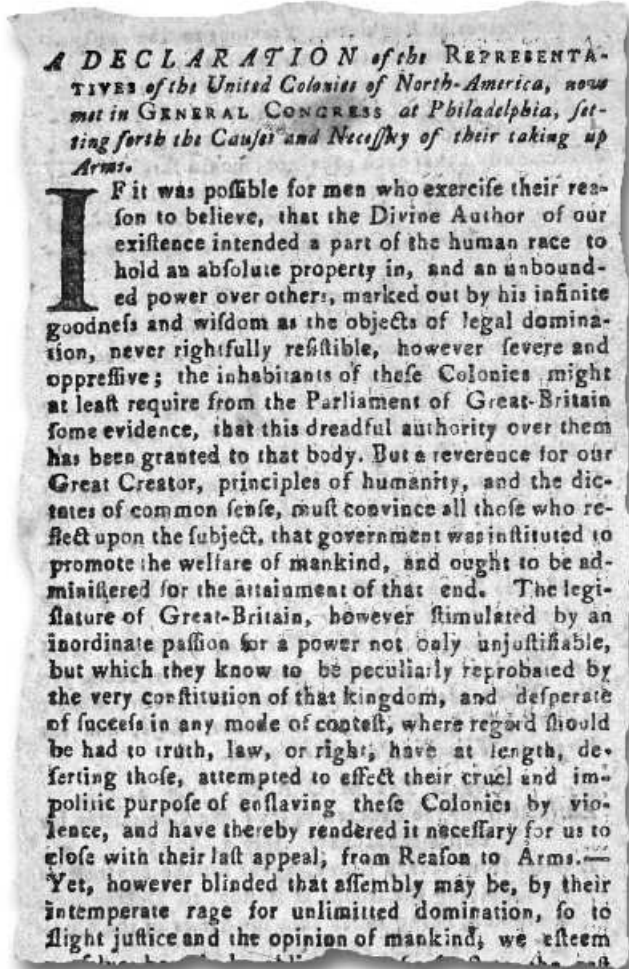 A DECLARATION of the REPRESENTA-
TIVES of the United Colonies of North-America, now
met in GENERAL CONGRESS at Philadelphia, ſet-
ting forth the Cauſes and Neceſſity of their taking up
Arms.
IF it was poſſible for men who exerciſe their rea-
ſon to believe, that the Divine Author of our
exiſtence intended a part of the human race to
hold an abſolute property in, and an unbound-
ed power over others, marked out by his infinite
goodneſs and wiſdom as the objects of legal domina-
tion, never rightfully reſiſtible, however ſevere and
oppreſſive; the inhabitants of theſe Colonies might
at leaſt require from the Parliament of Great-Britain
ſome evidence, that this dreadful authority over them
has been granted to that body. But a reverence for our
Great Creator, principles of humanity, and the dic-
tates of common ſenſe, muſt convince all thoſe who re-
flect upon the ſubject, that government was inſtituted to
promote the welfare of mankind, and ought to be ad-
miniſtered for the attainment of that end. The legi-
ſlature of Great-Britain, however ſtimulated by an
inordinate paſſion for a power not only unjuſtifiable,
but which they know to be peculiarly reprobated by
the very conſtitution of that kingdom, and deſperate
of ſucceſs in any mode of conteſt, where regard ſhould
be had to truth, law, or right, have at length, de-
ſerting thoſe, attempted to effect their cruel and im-
politic purpoſe of enſlaving theſe Colonies by vio-
lence, and have thereby rendered it neceſſary for us to
cloſe with their laſt appeal, from Reaſon to Arms.—
Yet, however blinded that aſſembly may be, by their
intemperate rage for unlimitted domination, ſo to
ſlight juſtice and the opinion of mankind, we eſteem